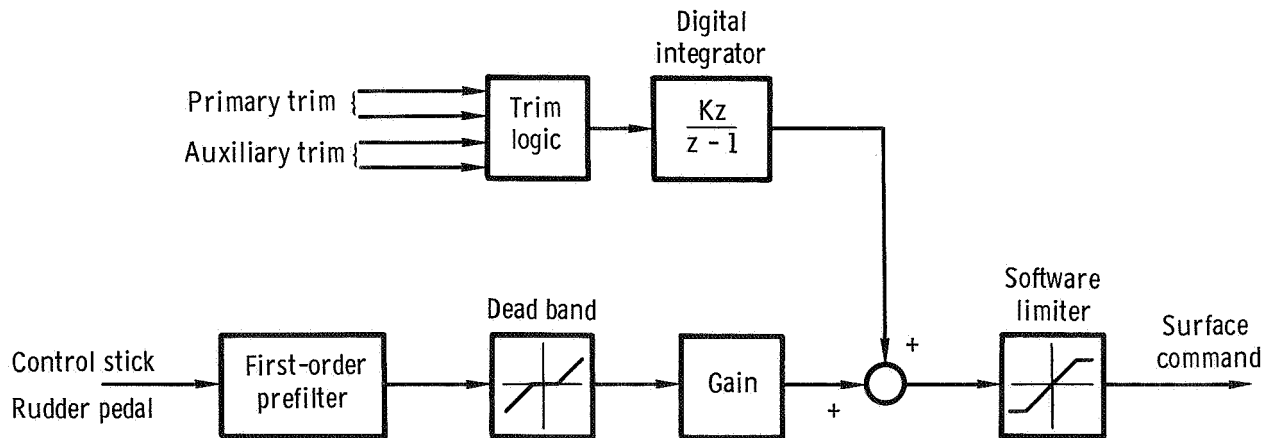 Digital
integrator
Primary trim {
Auxiliary trim {
Trim
logic
Kz
z - 1
+
Dead band
Software
limiter
Surface
command
Control stick
Rudder pedal
First-order
prefilter
Gain
+